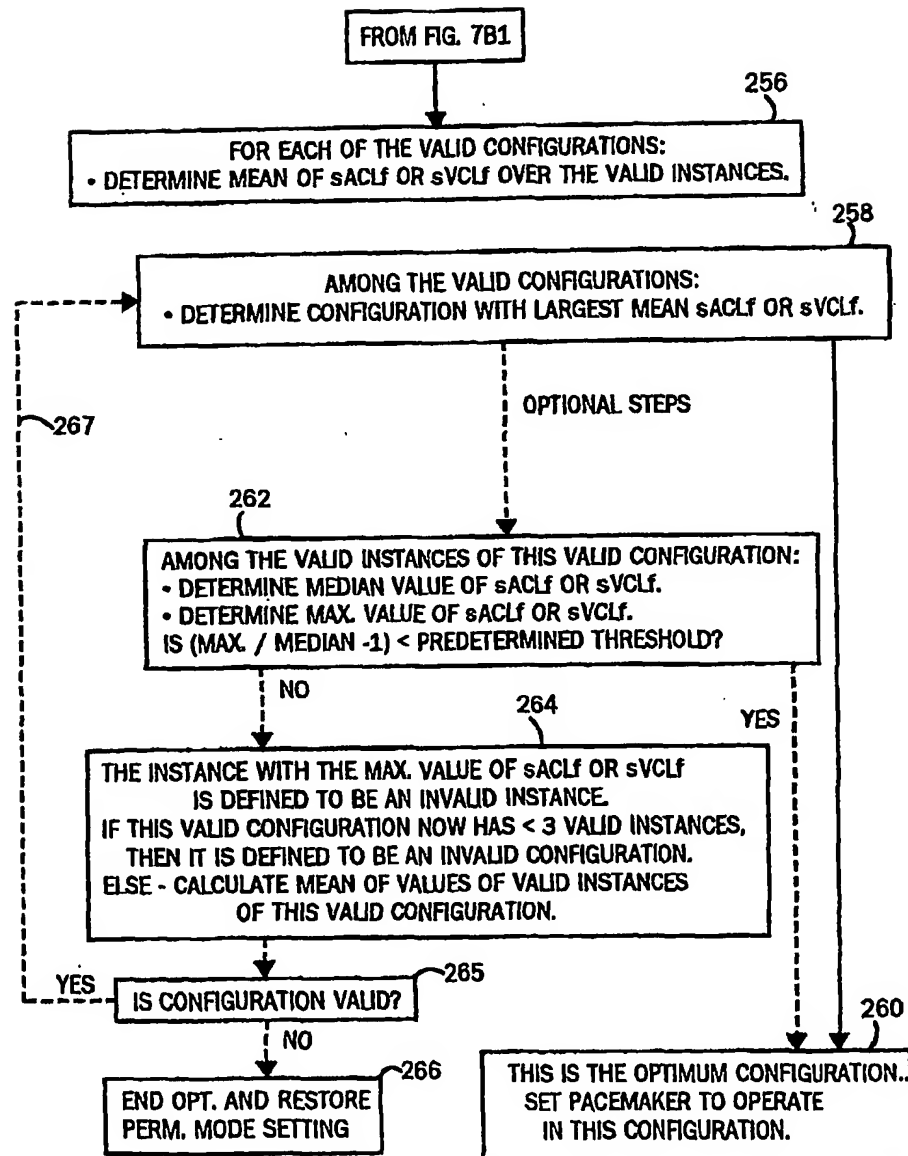 FROM FIG. 7B1
256
FOR EACH OF THE VALID CONFIGURATIONS:
• DETERMINE MEAN OF sACLf OR sVCLf OVER THE VALID INSTANCES.
258
AMONG THE VALID CONFIGURATIONS:
• DETERMINE CONFIGURATION WITH LARGEST MEAN sACLf OR sVCLf.
267
OPTIONAL STEPS
262
AMONG THE VALID INSTANCES OF THIS VALID CONFIGURATION:
• DETERMINE MEDIAN VALUE OF sACLf OR sVCLf.
• DETERMINE MAX. VALUE OF sACLf OR sVCLf.
IS (MAX. / MEDIAN -1) < PREDETERMINED THRESHOLD?
NO
264
YES
THE INSTANCE WITH THE MAX. VALUE OF sACLf OR sVCLf
IS DEFINED TO BE AN INVALID INSTANCE.
IF THIS VALID CONFIGURATION NOW HAS < 3 VALID INSTANCES,
THEN IT IS DEFINED TO BE AN INVALID CONFIGURATION.
ELSE - CALCULATE MEAN OF VALUES OF VALID INSTANCES
OF THIS VALID CONFIGURATION.
YES
265
IS CONFIGURATION VALID?
NO
266
END OPT. AND RESTORE
PERM. MODE SETTING
260
THIS IS THE OPTIMUM CONFIGURATION..
SET PACEMAKER TO OPERATE
IN THIS CONFIGURATION.